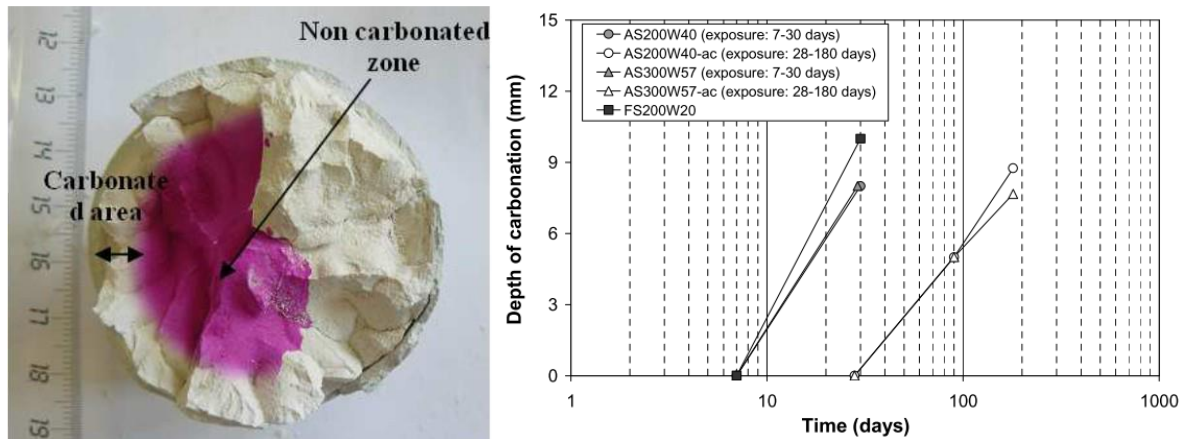 Non carbonated
zone
Carbonate
d area
12
13
14
15
16
17
18
19
Depth of carbonation (mm)
15
12
9
6
3
0
AS200W40 (exposure: 7-30 days)
AS200W40-ac (exposure: 28-180 days)
AS300W57 (exposure: 7-30 days)
AS300W57-ac (exposure: 28-180 days)
FS200W20
1
10
100
1000
Time (days)